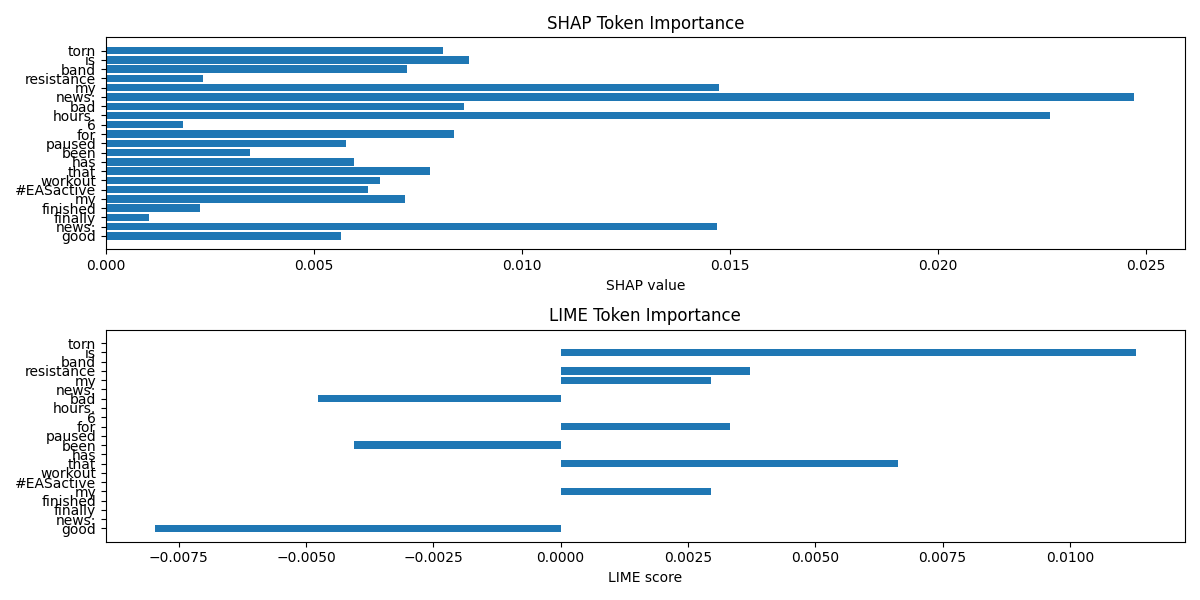 SHAP Token Importance
torn
is
band
resistance
my
news:
bad
hours.
6
for
paused
been
has
that
workout
#EASactive
my
finished
finally
news:
good
0.000 0.005 0.010 0.015 0.020 0.025
SHAP value
LIME Token Importance
torn
is
band
resistance
my
news:
bad
hours.
6
for
paused
been
has
that
workout
#EASactive
my
finished
finally
news:
good
−0.0075 −0.0050 −0.0025 0.0000 0.0025 0.0050 0.0075 0.0100
LIME score